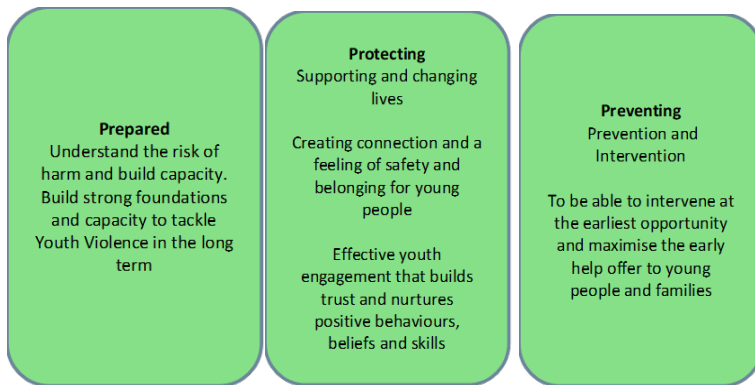 Prepared
Understand the risk of
harm and build capacity.
Build strong foundations
and capacity to tackle
Youth Violence in the long
term
Protecting
Supporting and changing
lives
Creating connection and a
feeling of safety and
belonging for young
people
Effective youth
engagement that builds
trust and nurtures
positive behaviours,
beliefs and skills
Preventing
Prevention and
Intervention
To be able to intervene at
the earliest opportunity
and maximise the early
help offer to young
people and families